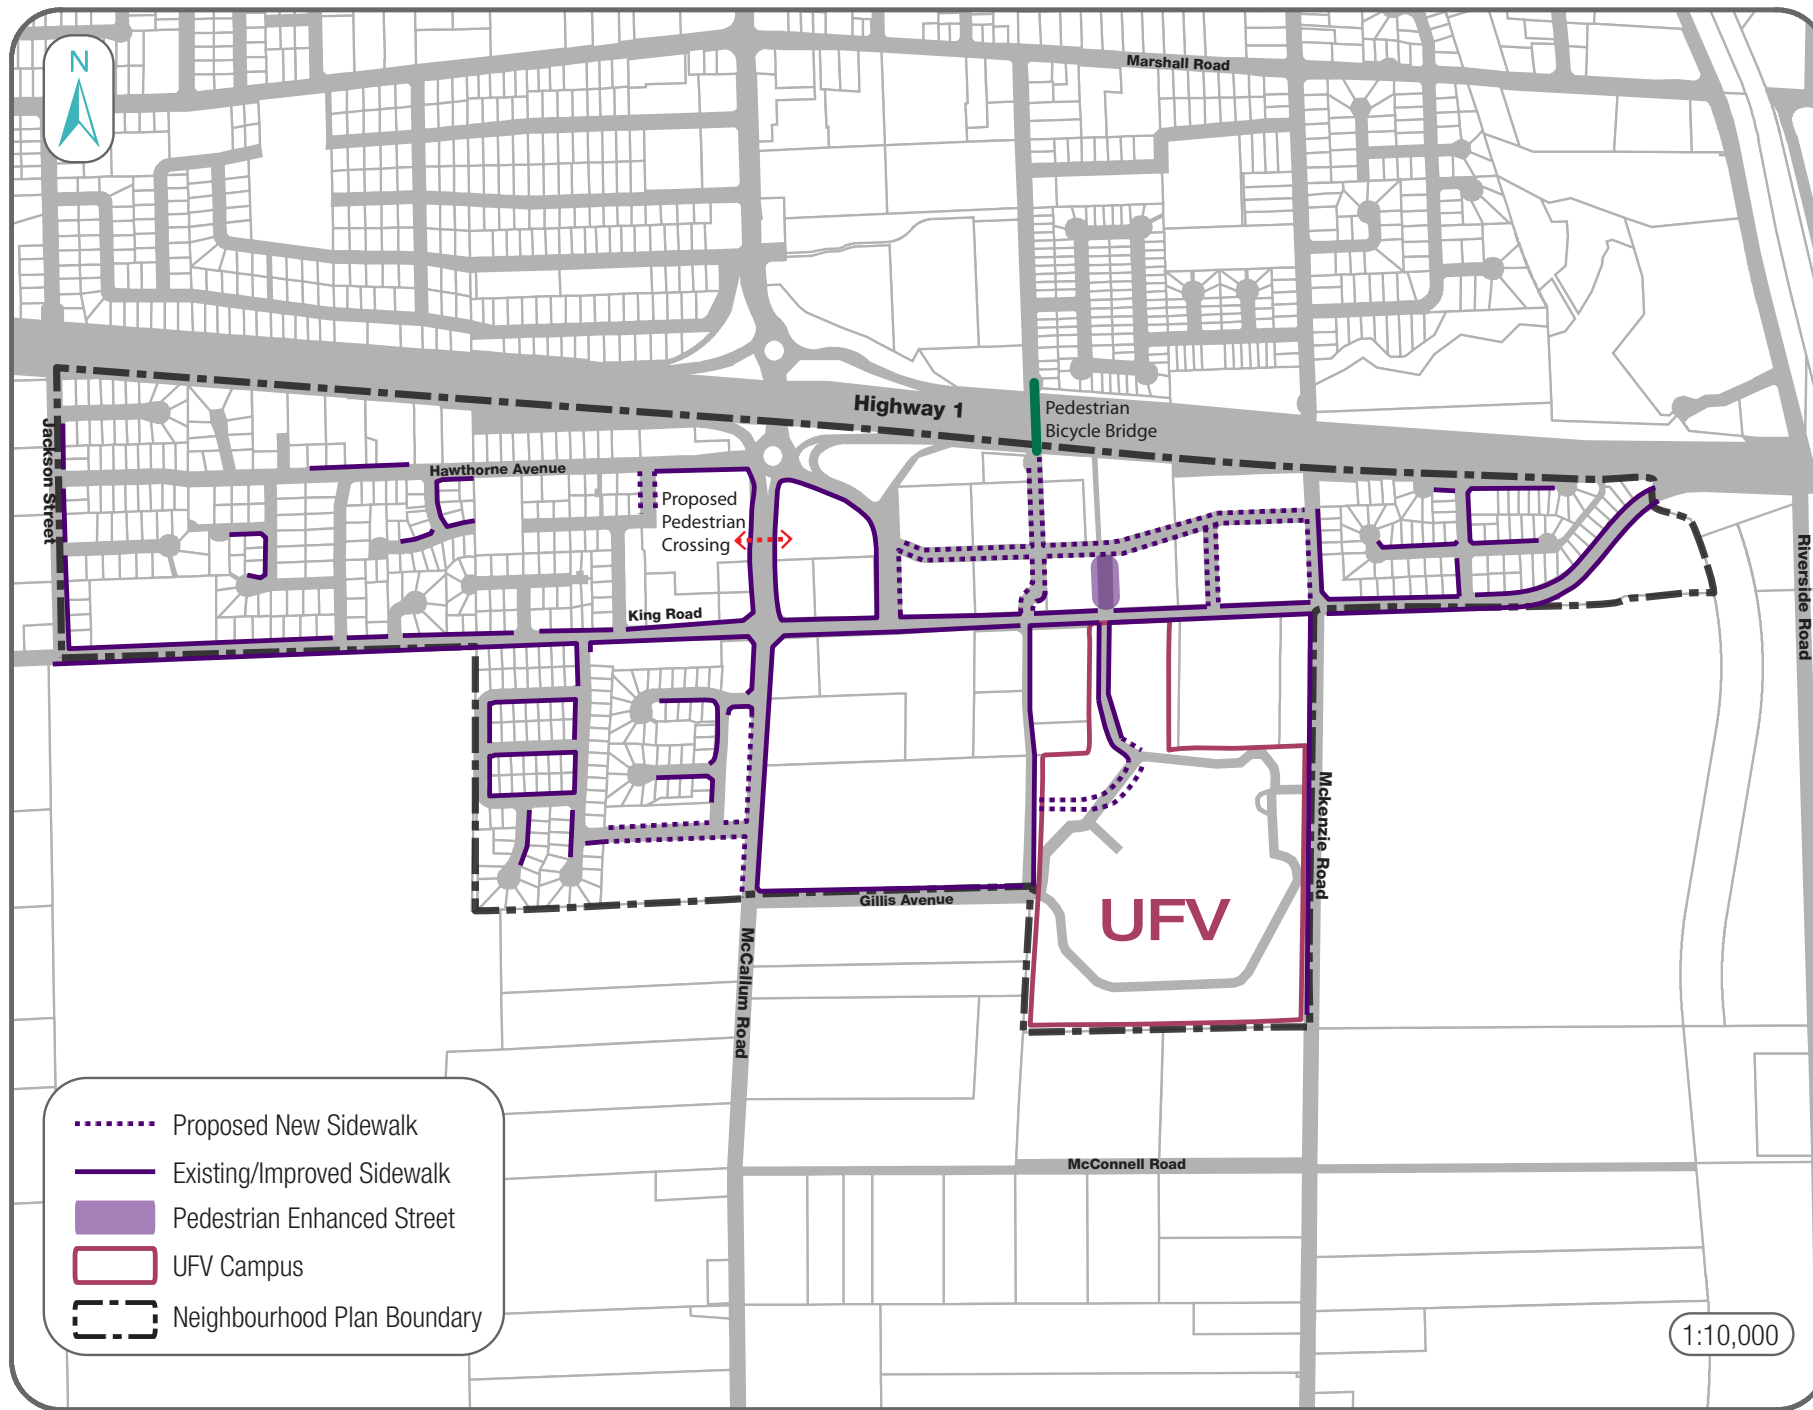 N
Marshall Road
Highway 1
Pedestrian
Bicycle Bridge
Jackson Street
Hawthorne Avenue
Proposed
Pedestrian
Crossing
King Road
Riverside Road
Mckenzie Road
Gillis Avenue
UFV
McCallum Road
McConnell Road
Proposed New Sidewalk
Existing/Improved Sidewalk
Pedestrian Enhanced Street
UFV Campus
Neighbourhood Plan Boundary
1:10,000